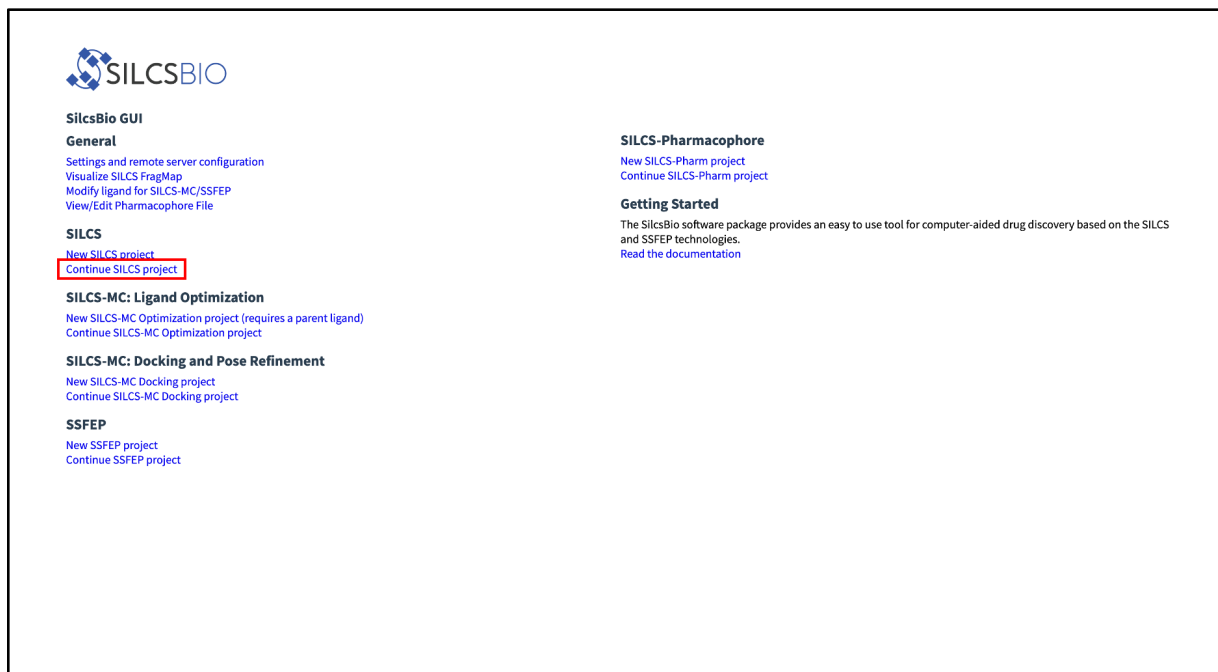 SILCSBIO
SilcsBio GUI
General
Settings and remote server configuration
Visualize SILCS FragMap
Modify ligand for SILCS-MC/SSFEP
View/Edit Pharmacophore File
SILCS
New SILCS project
Continue SILCS project
SILCS-MC: Ligand Optimization
New SILCS-MC Optimization project (requires a parent ligand)
Continue SILCS-MC Optimization project
SILCS-MC: Docking and Pose Refinement
New SILCS-MC Docking project
Continue SILCS-MC Docking project
SSFEP
New SSFEP project
Continue SSFEP project
SILCS-Pharmacophore
New SILCS-Pharm project
Continue SILCS-Pharm project
Getting Started
The SilcsBio software package provides an easy to use tool for computer-aided drug discovery based on the SILCS
and SSFEP technologies.
Read the documentation